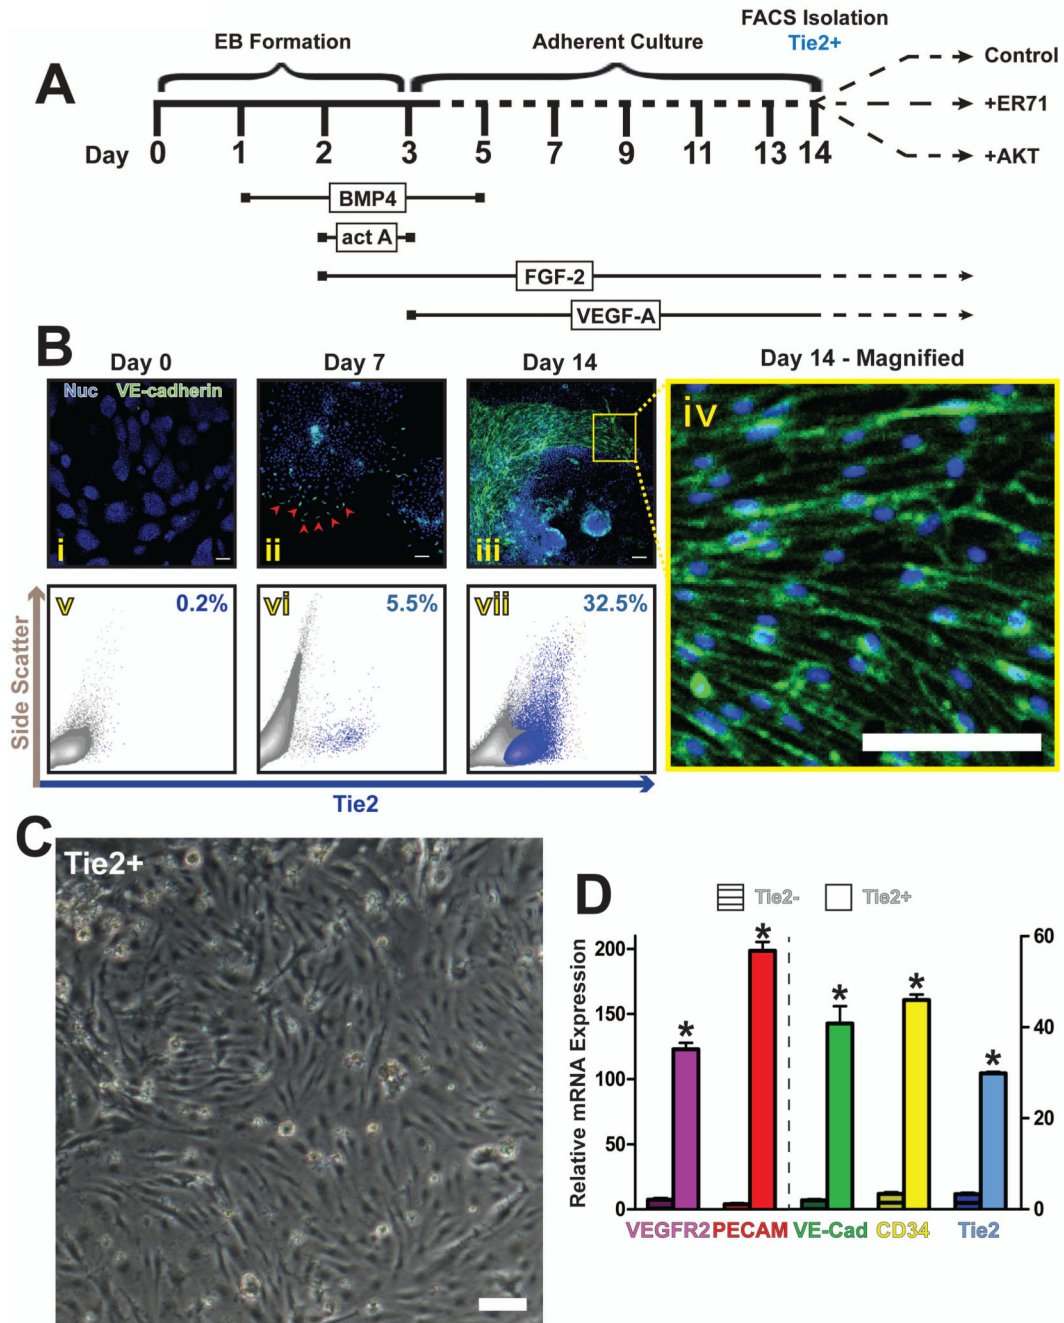 FACS Isolation
EB Formation
Adherent Culture
Tie2+
A
Control
+ER71
+AKT
Day 0 1 2 3 5 7 9 11 13 14
BMP4
act A
FGF-2
VEGF-A
B
Day 0
Day 7
Day 14
Day 14 - Magnified
Nuc VE-cadherin
i
ii
iii
iv
v 0.2%
vi 5.5%
vii 32.5%
Side Scatter
Tie2
C
Tie2+
D
Tie2-
Tie2+
Relative mRNA Expression
200
150
100
50
0
* * * * *
60
40
20
0
VEGFR2 PECAM VE-Cad CD34 Tie2